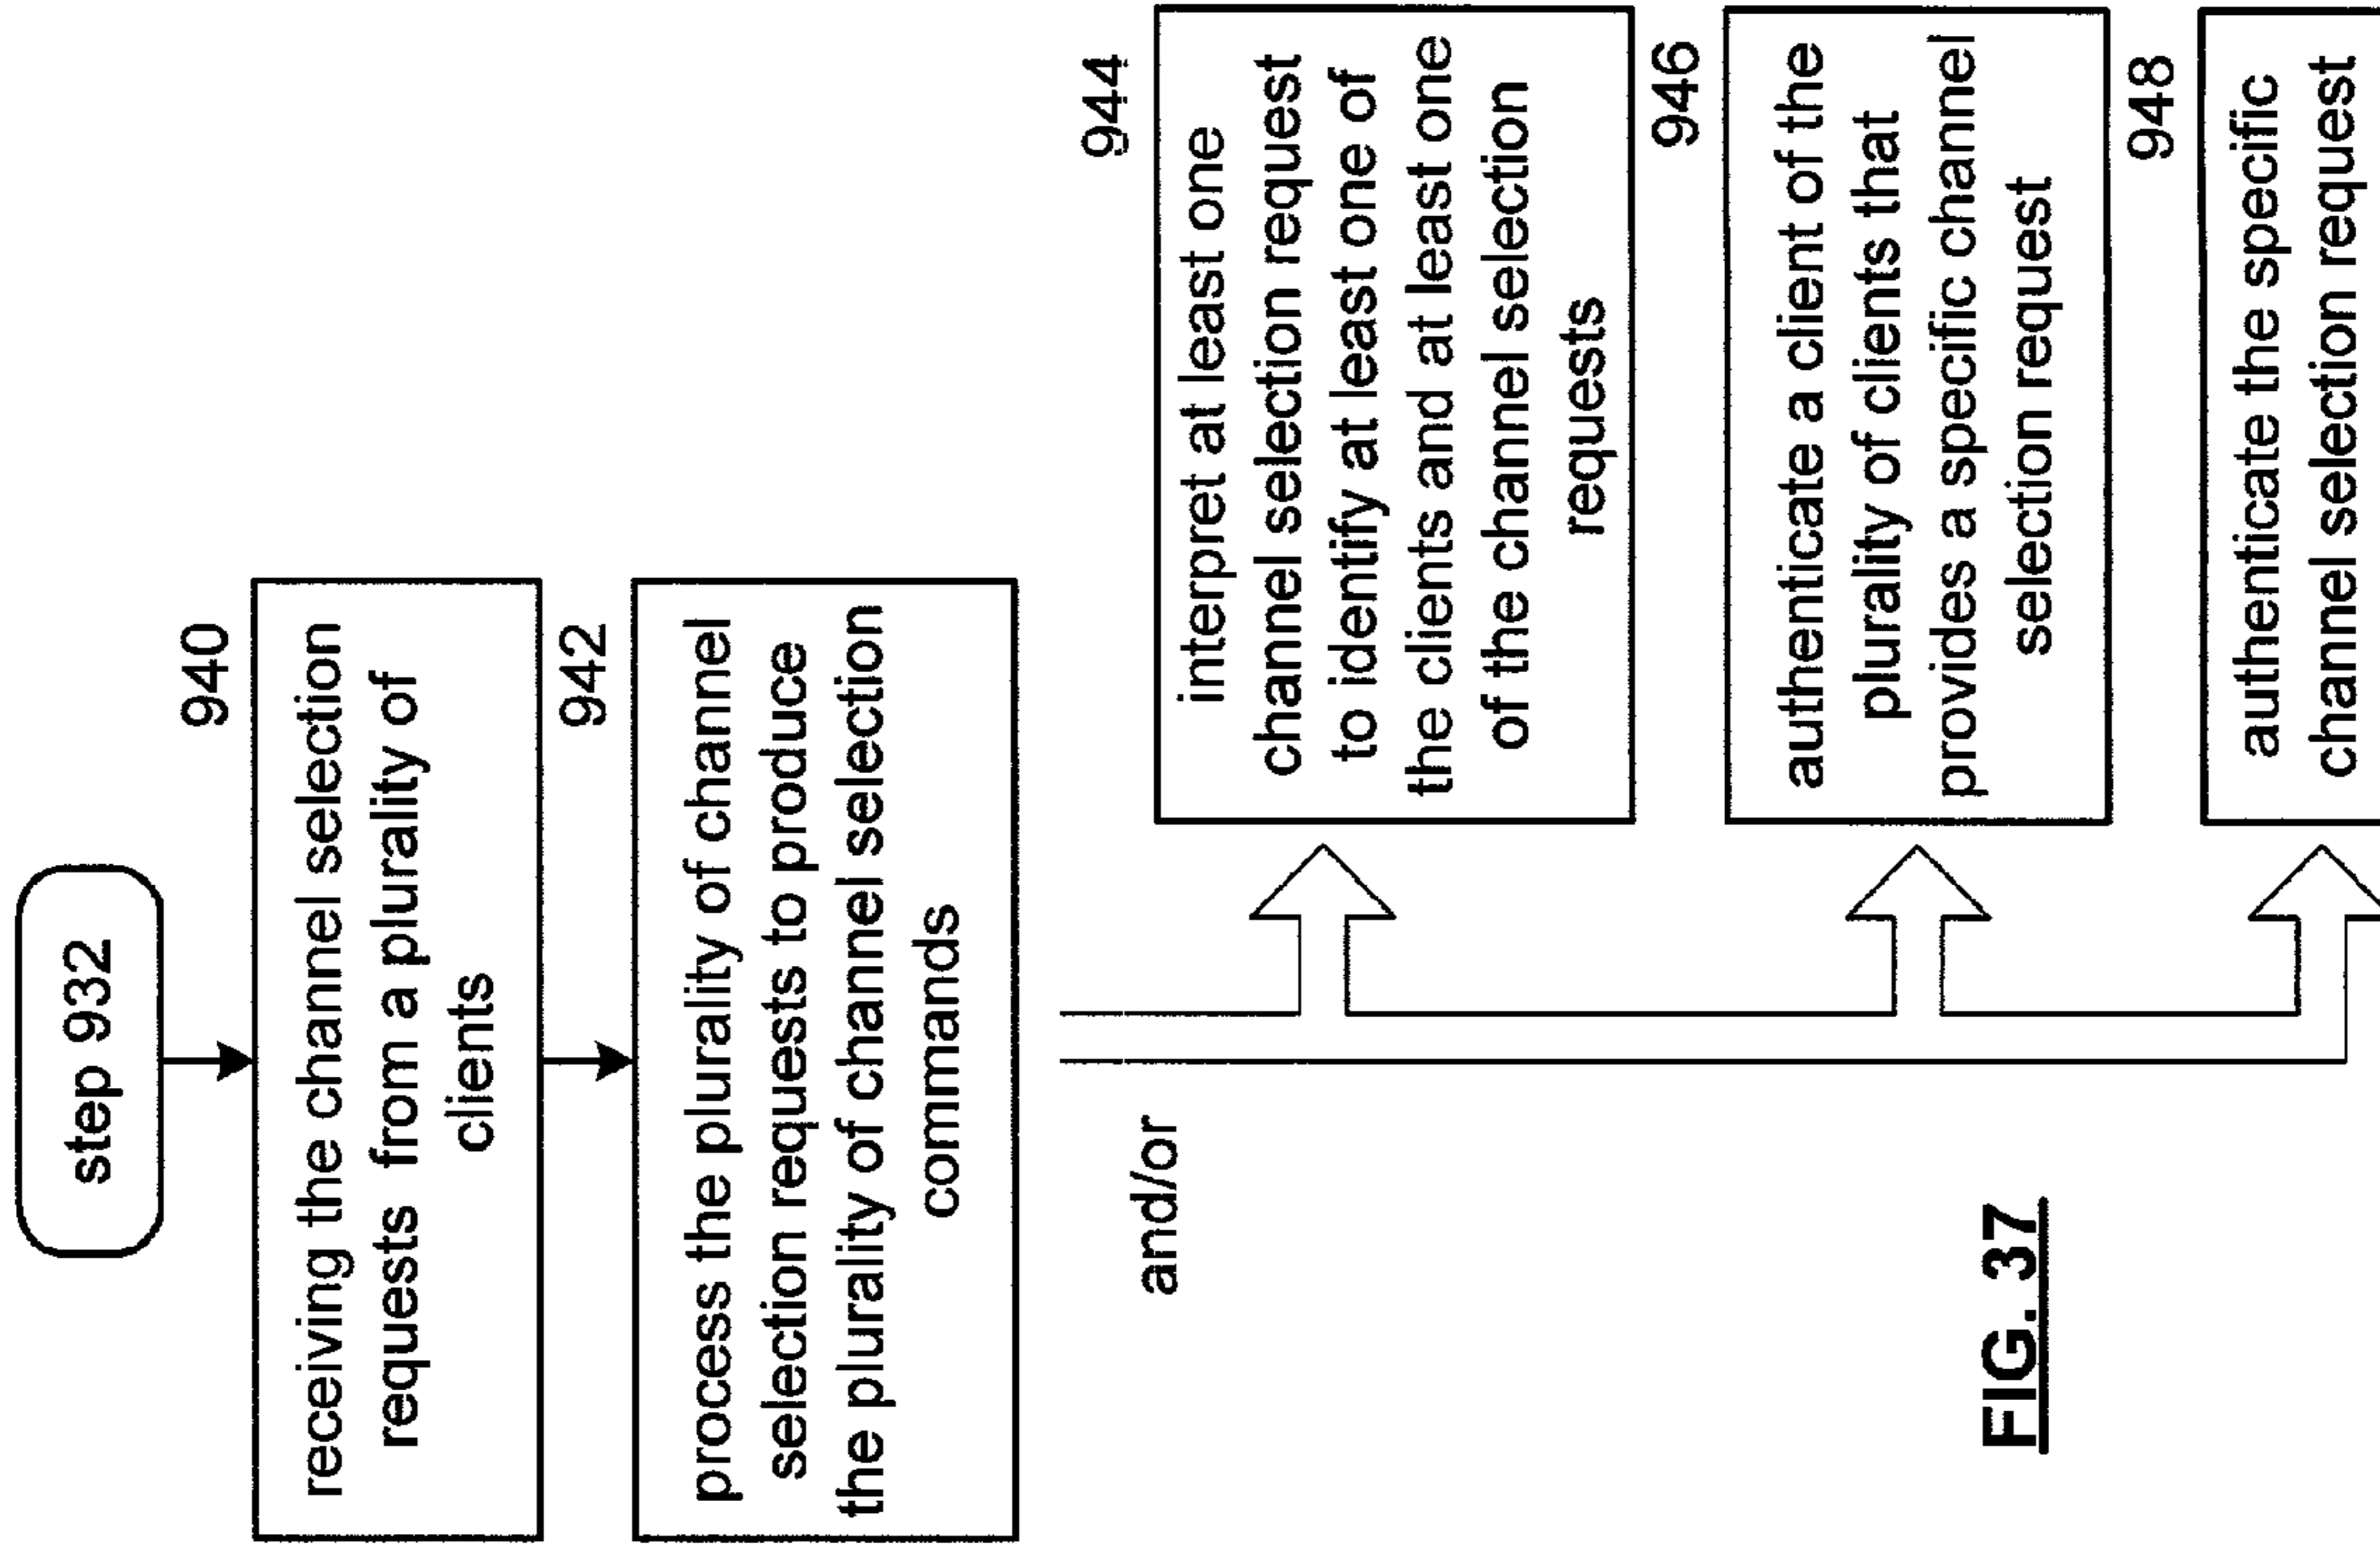 step 932
940
receiving the channel selection
requests from a plurality of
clients
942
process the plurality of channel
selection requests to produce
the plurality of channel selection
commands
and/or
944
interpret at least one
channel selection request
to identify at least one of
the clients and at least one
of the channel selection
requests
946
authenticate a client of the
plurality of clients that
provides a specific channel
selection request
948
authenticate the specific
channel selection request
FIG. 37